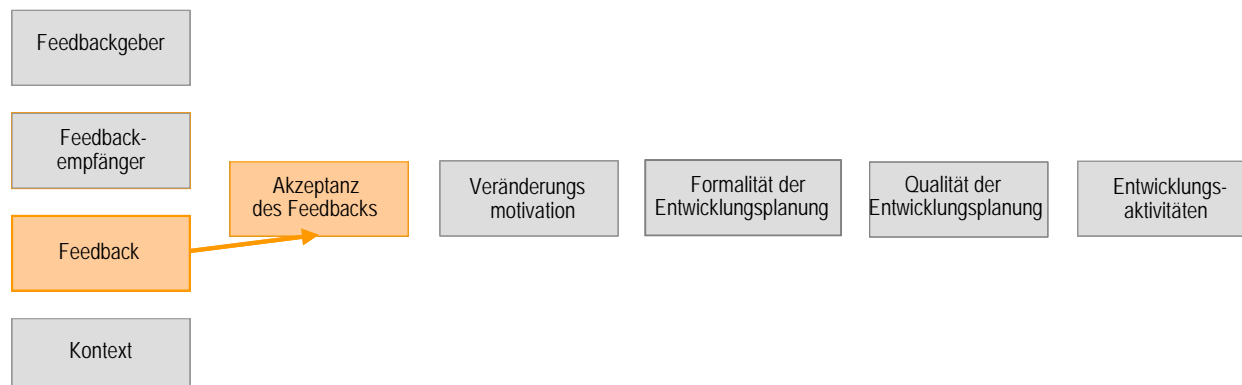 Feedbackgeber
Feedback-
empfänger
Feedback
Kontext
Akzeptanz
des Feedbacks
Veränderungs
motivation
Formalität der
Entwicklungsplanung
Qualität der
Entwicklungsplanung
Entwicklungs-
aktivitäten